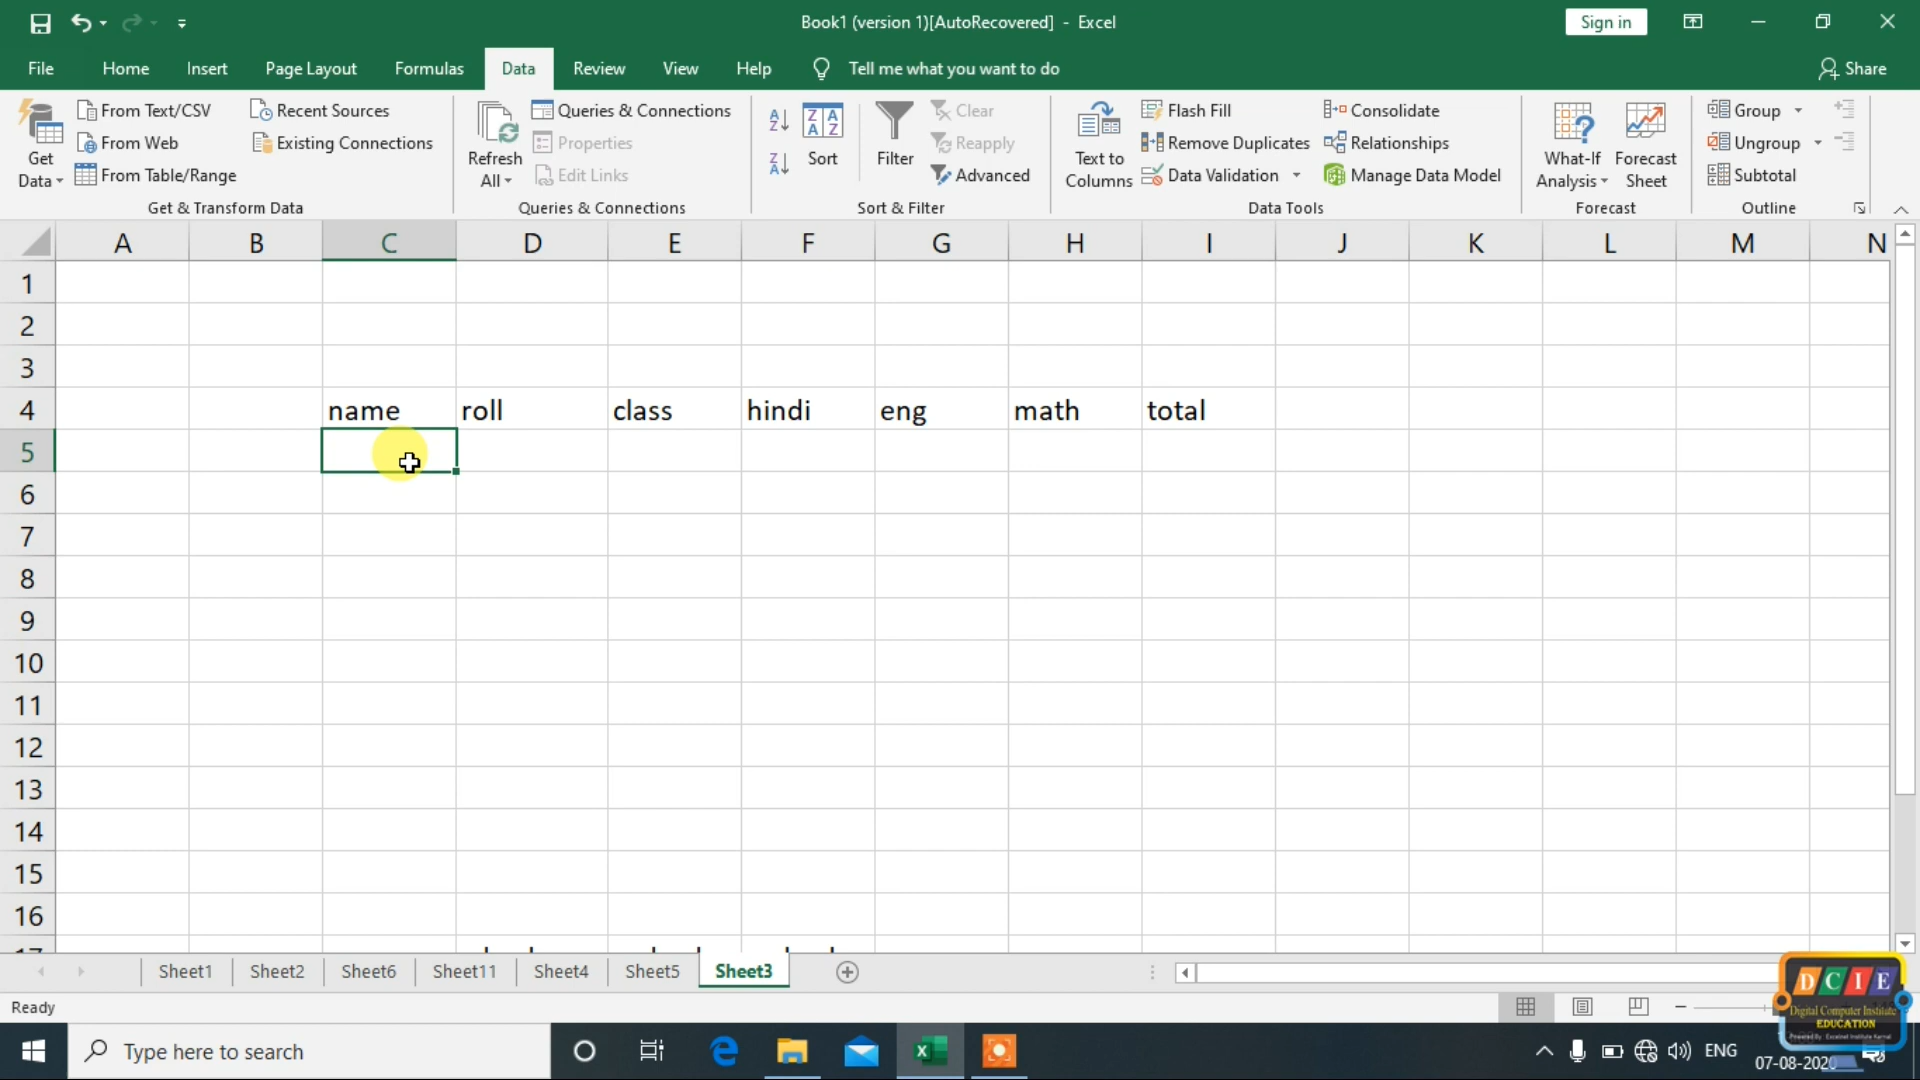 Book1 (version 1)[AutoRecovered] - Excel
Sign in
File Home Insert Page Layout Formulas Data Review View Help Tell me what you want to do Share
Get Data
From Text/CSV
From Web
From Table/Range
Recent Sources
Existing Connections
Get & Transform Data
Refresh All
Queries & Connections
Properties
Edit Links
Queries & Connections
Sort
Filter
Clear
Reapply
Advanced
Sort & Filter
Text to Columns
Flash Fill
Remove Duplicates
Data Validation
Consolidate
Relationships
Manage Data Model
Data Tools
What-If Analysis
Forecast Sheet
Forecast
Group
Ungroup
Subtotal
Outline
A B C D E F G H I J K L M N
1
2
3
4 name roll class hindi eng math total
5
6
7
8
9
10
11
12
13
14
15
16
Sheet1 Sheet2 Sheet6 Sheet11 Sheet4 Sheet5 Sheet3
Ready
DCIE
Digital Computer Institute
EDUCATION
Type here to search
ENG
07-08-2020